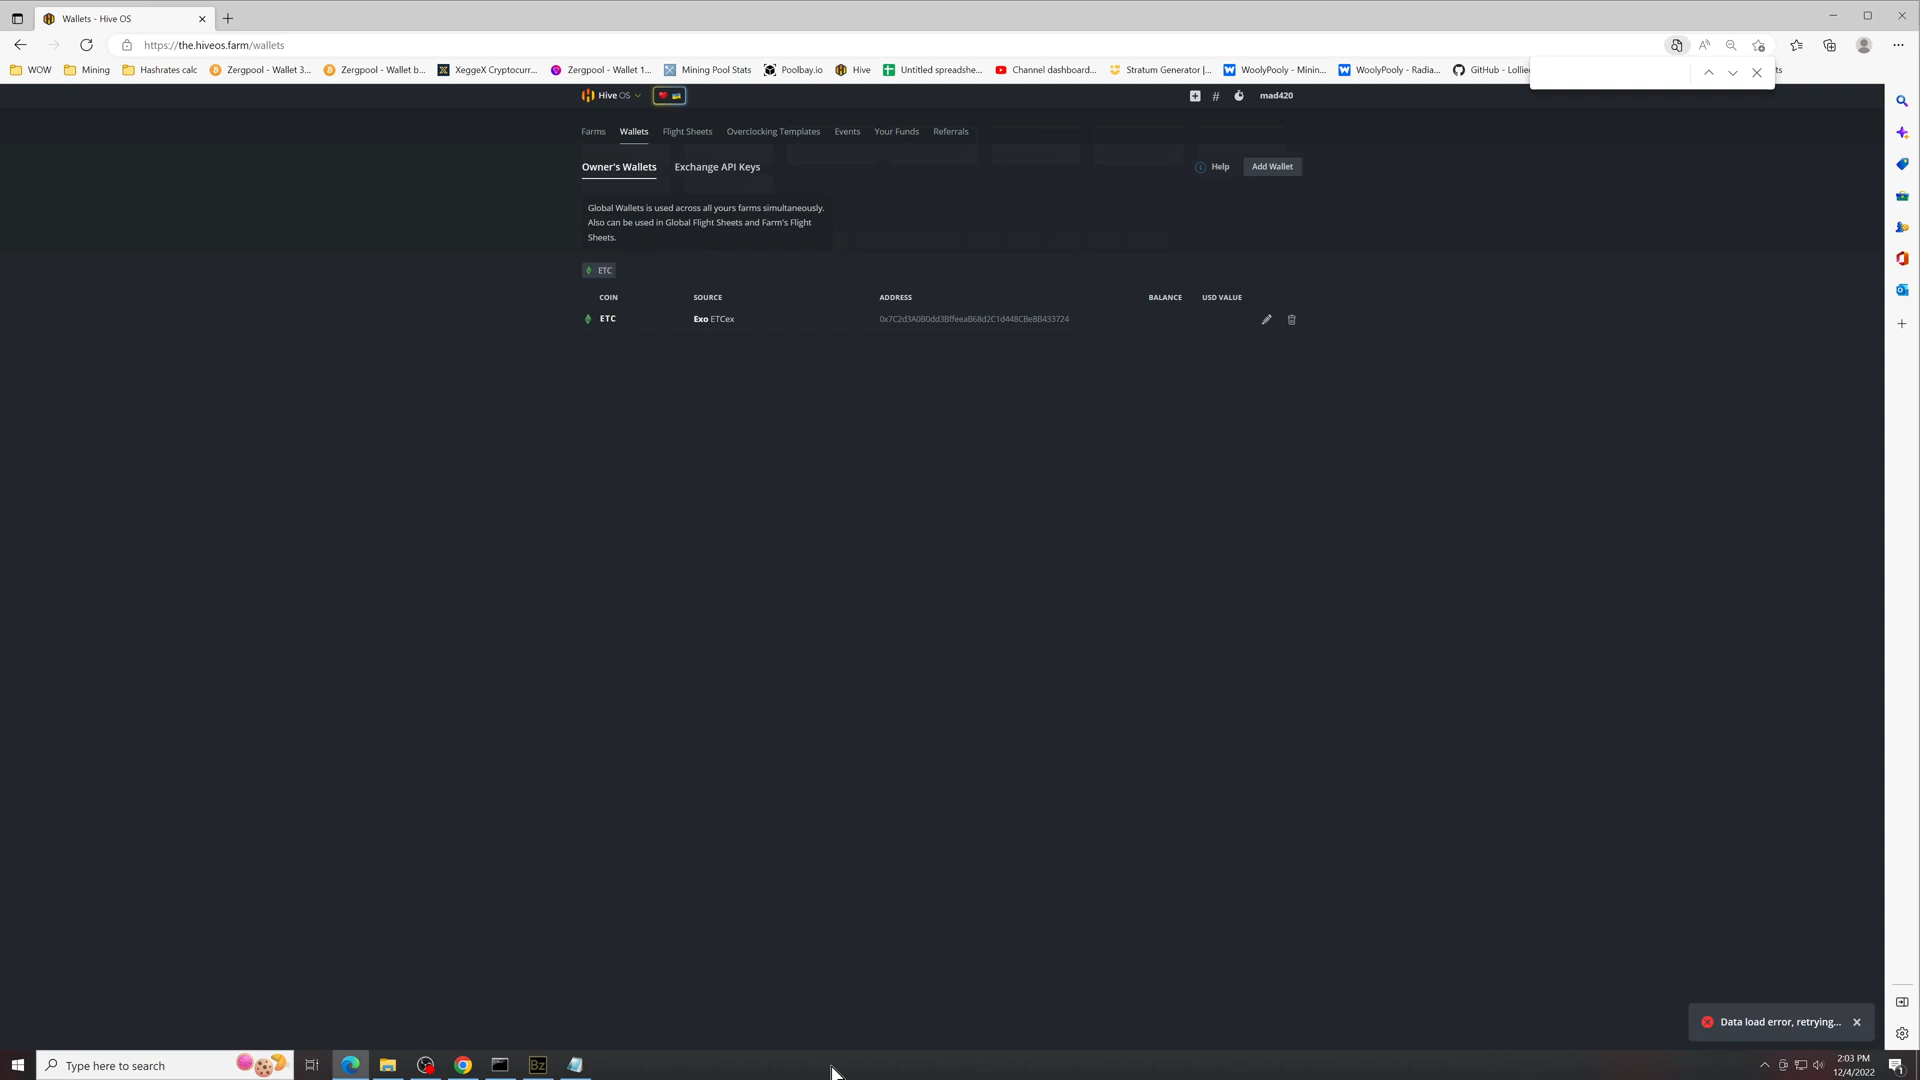 Wallets - Hive OS
https://the.hiveos.farm/wallets
WOW
Mining
Hashrates calc
Zergpool - Wallet 3...
Zergpool - Wallet b...
XeggeX Cryptocurr...
Zergpool - Wallet 1...
Mining Pool Stats
Poolbay.io
Hive
Untitled spreadshe...
Channel dashboard...
Stratum Generator |...
WoolyPooly - Minin...
WoolyPooly - Radia...
GitHub - Lollie
ts
Hive OS
#
mad420
Farms
Wallets
Flight Sheets
Overclocking Templates
Events
Your Funds
Referrals
Owner's Wallets
Exchange API Keys
Help
Add Wallet
Global Wallets is used across all yours farms simultaneously.
Also can be used in Global Flight Sheets and Farm's Flight
Sheets.
ETC
COIN SOURCE ADDRESS BALANCE USD VALUE
ETC Exo ETCex 0x7C2d3A0B0dd3BffeeaB68d2C1d448CBe8B433724
Data load error, retrying...
Type here to search
Bz
2:03 PM
12/4/2022
1